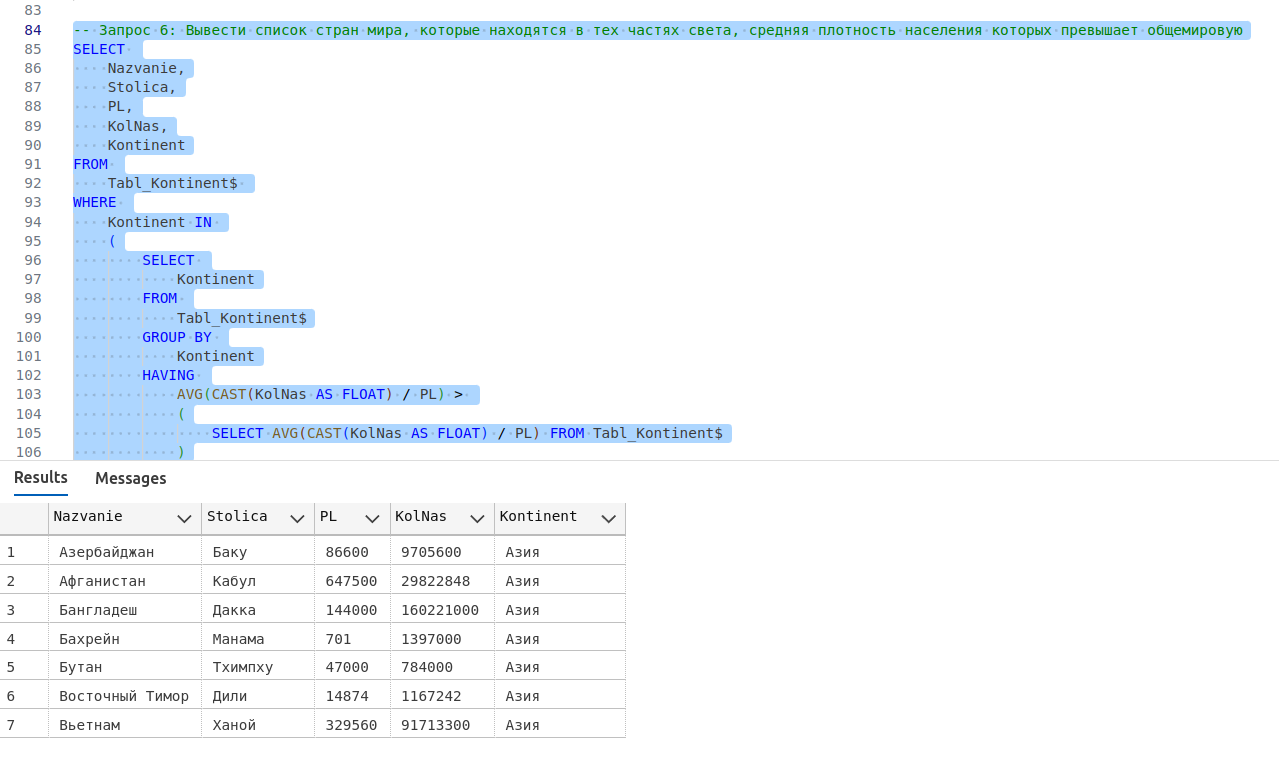 83
84 -- Запрос 6: Вывести список стран мира, которые находятся в тех частях света, средняя плотность населения которых превышает общемировую
85 SELECT
86 Nazvanie,
87 Stolica,
88 PL,
89 KolNas,
90 Kontinent
91 FROM
92 Tabl_Kontinent$
93 WHERE
94 Kontinent IN
95 (
96 SELECT
97 Kontinent
98 FROM
99 Tabl_Kontinent$
100 GROUP BY
101 Kontinent
102 HAVING
103 AVG(CAST(KolNas AS FLOAT) / PL) >
104 (
105 SELECT AVG(CAST(KolNas AS FLOAT) / PL) FROM Tabl_Kontinent$
106 )
Results Messages
Nazvanie Stolica PL KolNas Kontinent
1 Азербайджан Баку 86600 9705600 Азия
2 Афганистан Кабул 647500 29822848 Азия
3 Бангладеш Дакка 144000 160221000 Азия
4 Бахрейн Манама 701 1397000 Азия
5 Бутан Тхимпху 47000 784000 Азия
6 Восточный Тимор Дили 14874 1167242 Азия
7 Вьетнам Ханой 329560 91713300 Азия